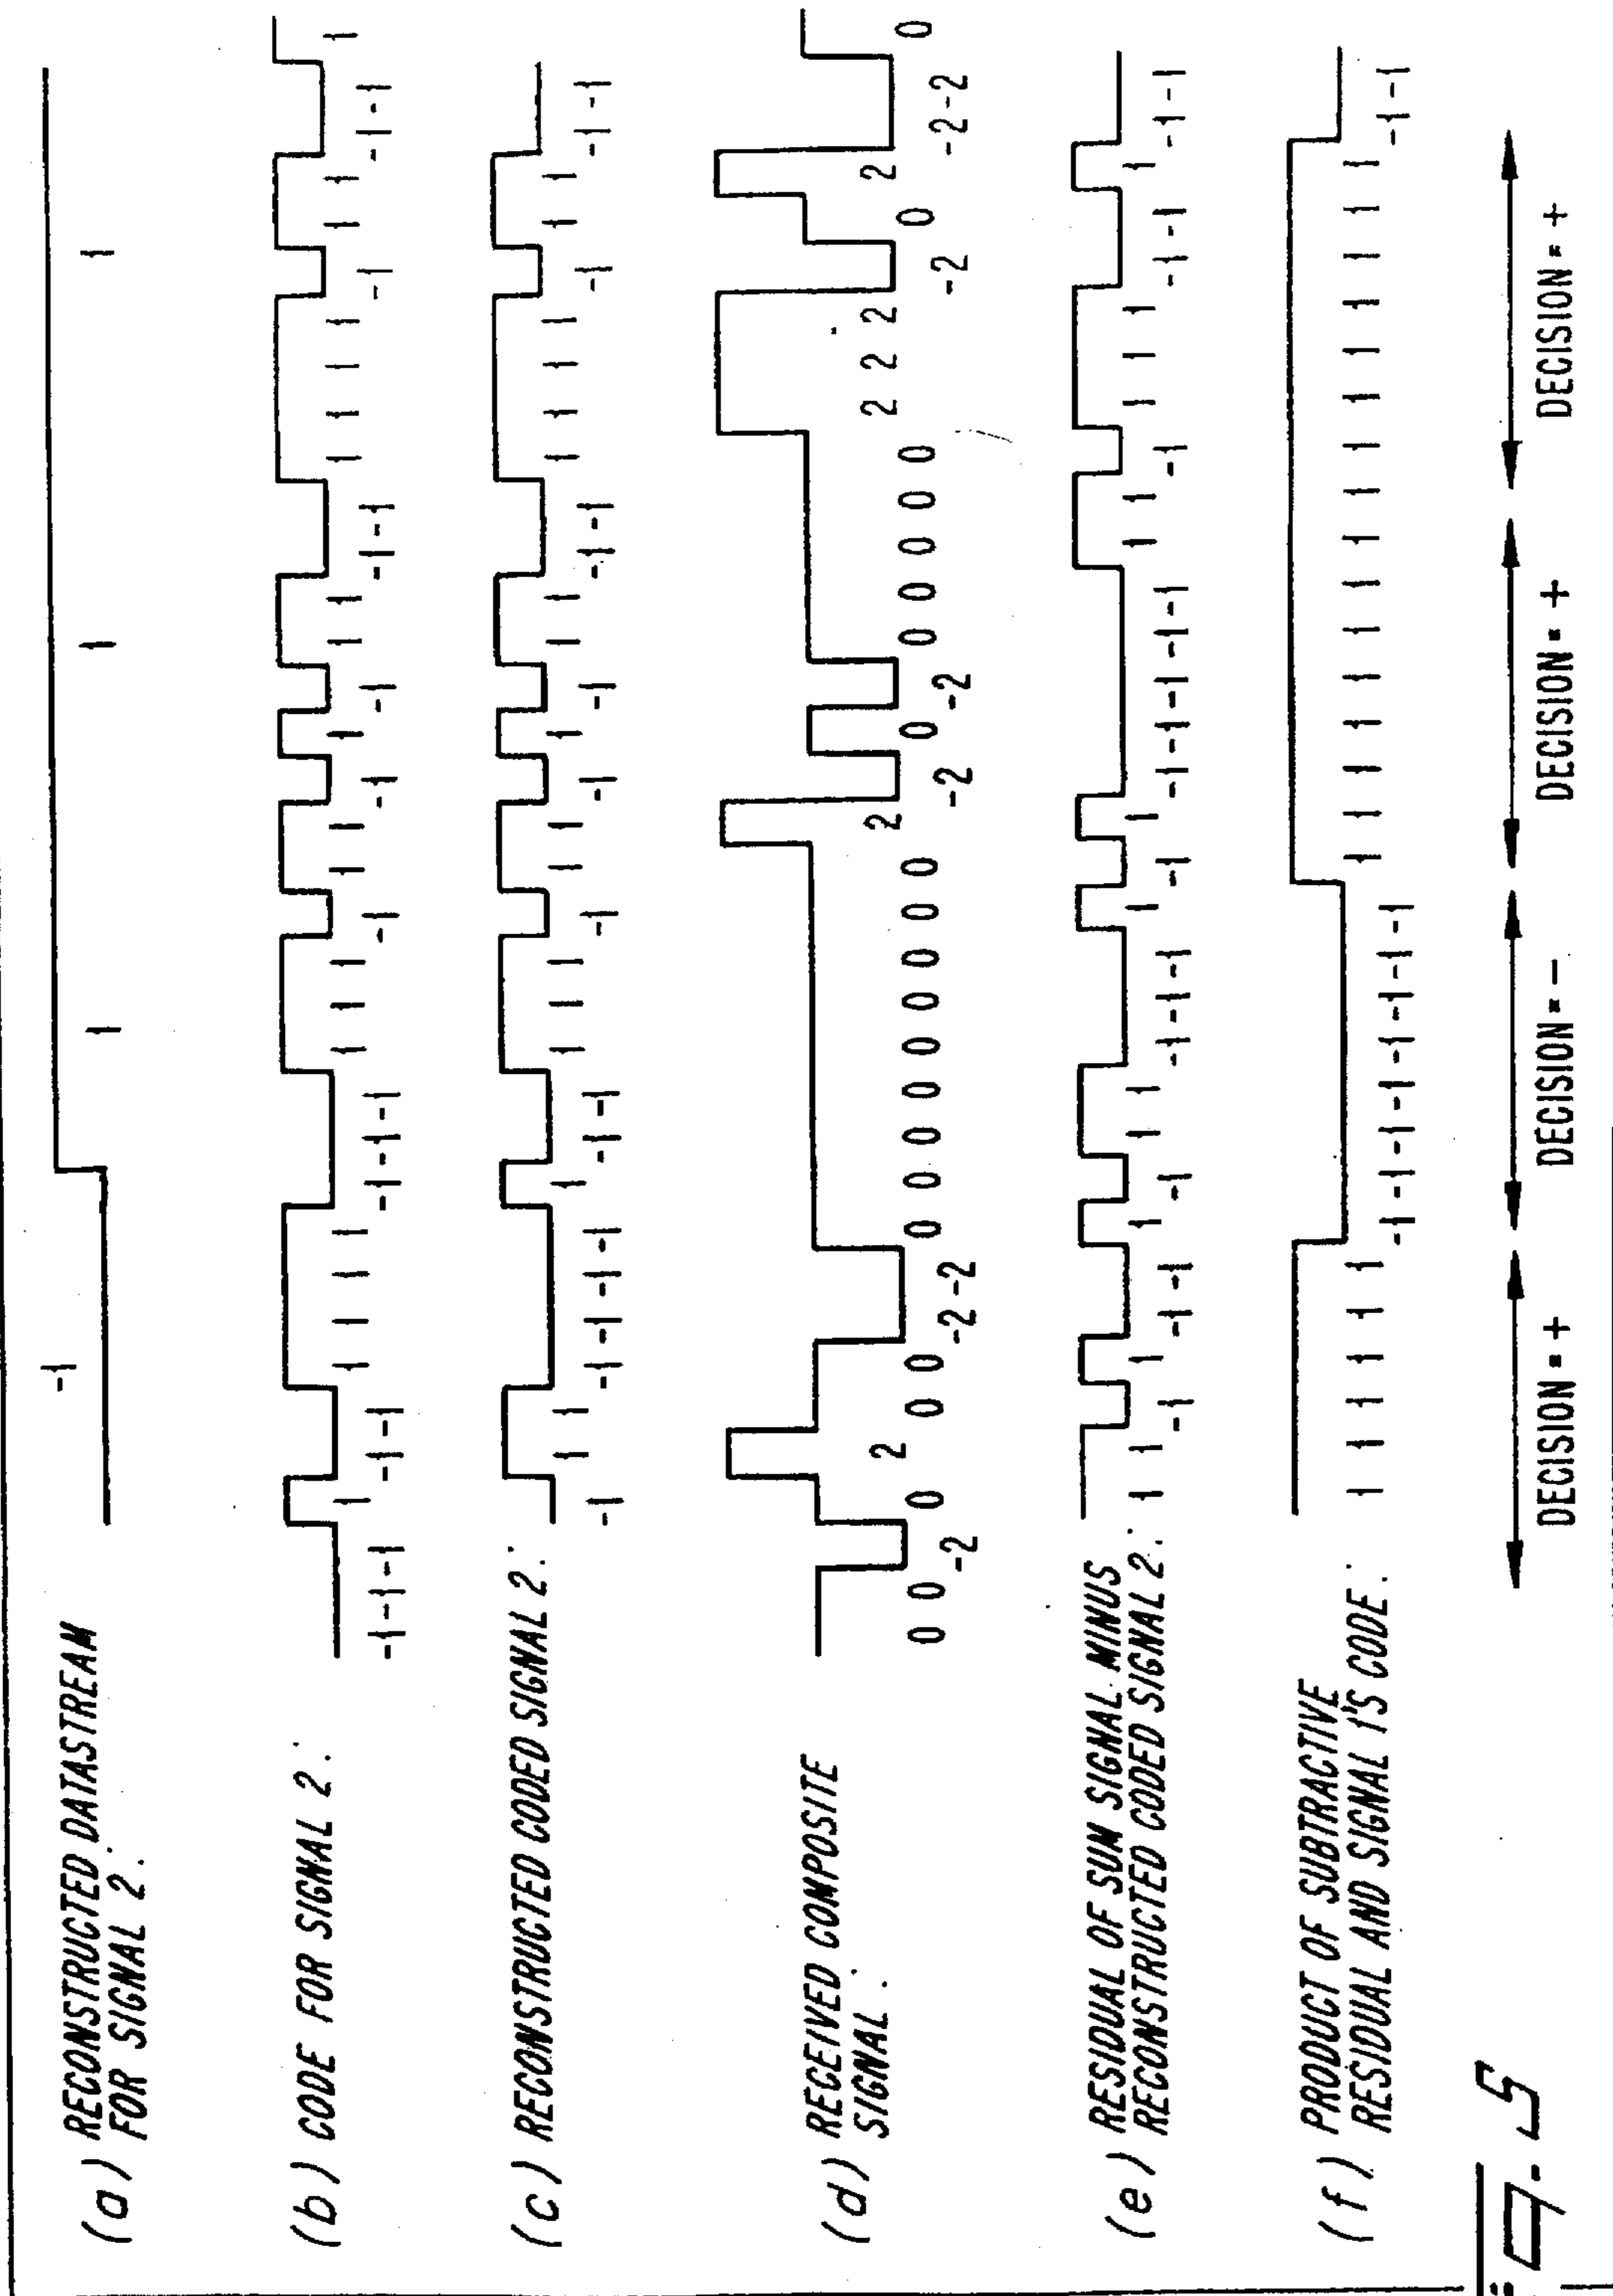 (a) RECONSTRUCTED DATASTREAM
FOR SIGNAL 2:
-1 1 1 1
(b) CODE FOR SIGNAL 2:
-1-1-1 1 -1-1 1 1 1 1 -1-1-1 1 1 1 -1 1 1 -1 1 -1 1 1 -1-1 1 1 1 1 -1 1 1 -1-1 1
(c) RECONSTRUCTED CODED SIGNAL 2:
-1 1 1 -1-1-1-1 1 -1-1 1 1 1 -1 1 1 -1 1 -1 1 1 -1-1 1 1 1 1 -1 1 1 -1-1
(d) RECEIVED COMPOSITE
SIGNAL:
0 0 -2 0 2 0 0 -2-2 0 0 0 0 0 0 0 0 0 2 -2 0 -2 0 0 0 0 0 2 2 2 -2 0 2 -2-2 0
(e) RESIDUAL OF SUM SIGNAL MINUS
RECONSTRUCTED CODED SIGNAL 2:
1 1 -1 1 -1-1 1 -1 1 1 -1-1-1 1 -1 1 -1-1-1-1-1 1 1 -1 1 1 1 -1-1 1 -1-1
(f) PRODUCT OF SUBTRACTIVE
RESIDUAL AND SIGNAL 1'S CODE:
1 1 1 1 1 1 -1-1-1-1-1-1-1-1 1 1 1 1 1 1 1 1 1 1 1 1 1 1 1 1 -1-1
DECISION = + DECISION = - DECISION = + DECISION = +